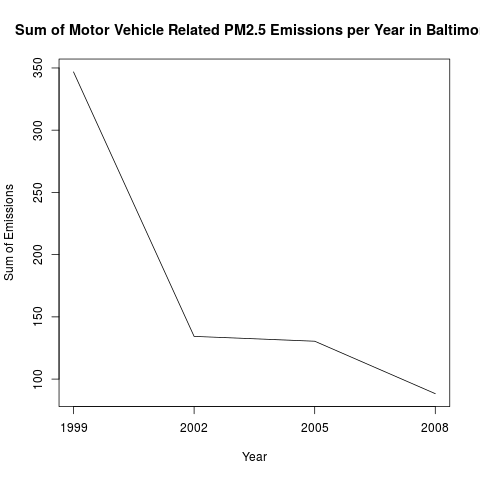 Sum of Motor Vehicle Related PM2.5 Emissions per Year in Baltimo
350
300
250
200
150
100
Sum of Emissions
1999 2002 2005 2008
Year